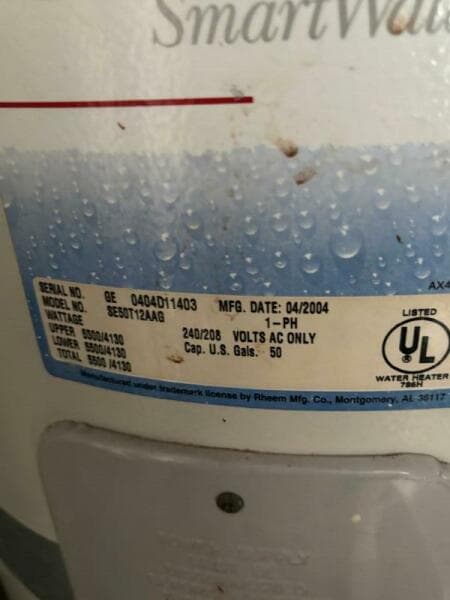 SmartWate
AX4
SERIAL NO. GE 0404D11403 MFG. DATE: 04/2004
MODEL NO. SE50T12AAG 1-PH
WATTAGE 240/208 VOLTS AC ONLY
UPPER 5500/4130 Cap. U.S. Gals. 50
LOWER 5500/4130
TOTAL 5500 /4130
LISTED
UL
WATER HEATER
786H
Manufactured under trademark license by Rheem Mfg. Co., Montgomery, AL 36117